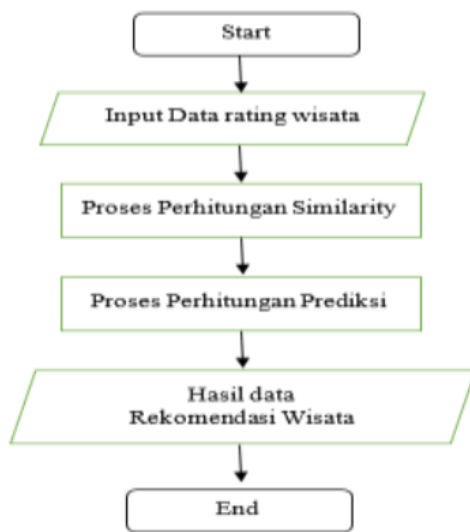 Start
Input Data rating wisata
Proses Perhitungan Similarity
Proses Perhitungan Prediksi
Hasil data
Rekomendasi Wisata
End